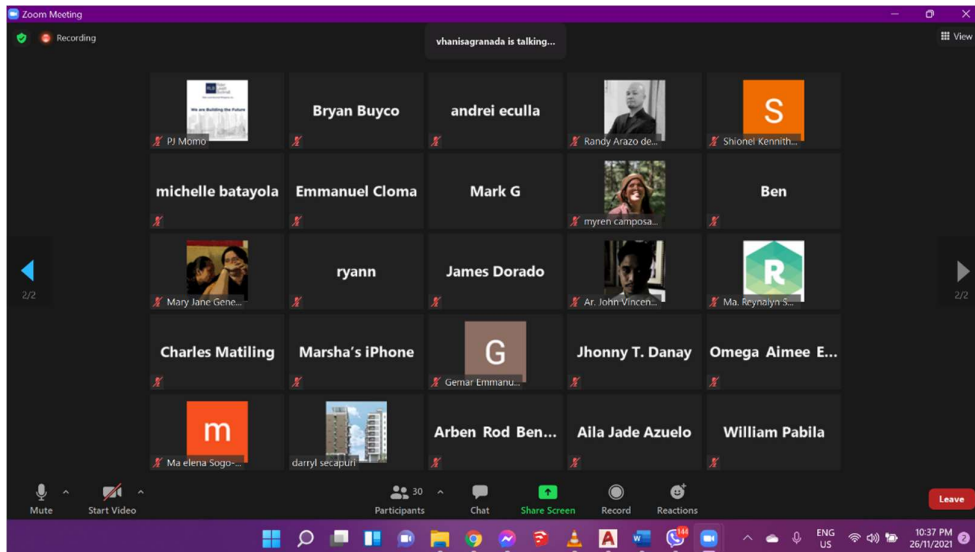 Zoom Meeting
Recording
vhanisagranada is talking...
View
We are Building the Future
PJ Momo
Bryan Buyco
andrei eculla
Randy Arazo de...
S
Shionel Kennith...
michelle batayola
Emmanuel Cloma
Mark G
myren camposa...
Ben
2/2
Mary Jane Gene...
ryann
James Dorado
Ar. John Vincen...
R
Ma. Reynalyn S...
2/2
Charles Matiling
Marsha's iPhone
G
Gemar Emmanu...
Jhonny T. Danay
Omega Aimee E...
m
Ma elena Sogo-...
darryl secapuri
Arben Rod Ben...
Aila Jade Azuelo
William Pabila
Mute
Start Video
30
Participants
Chat
Share Screen
Record
Reactions
Leave
144
ENG
US
10:37 PM
26/11/2021
2